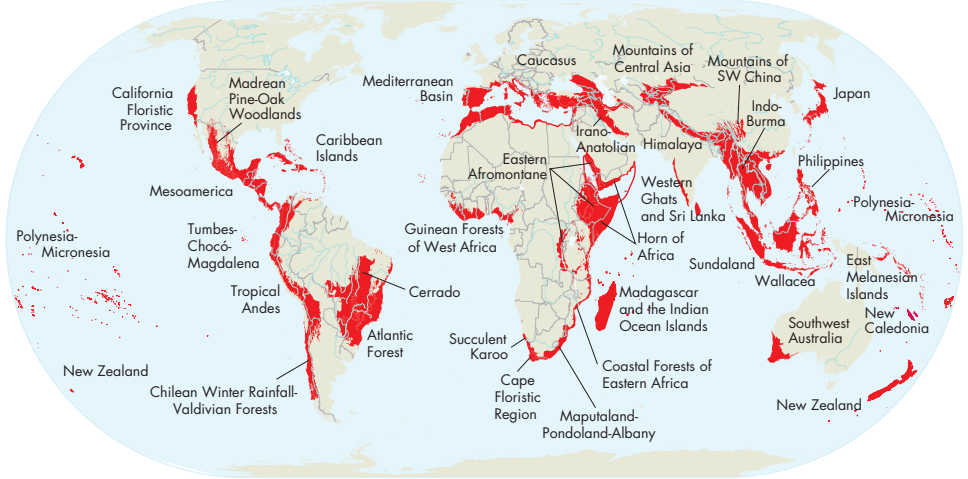 California
Floristic
Province
Madrean
Pine-Oak
Woodlands
Caribbean
Islands
Mesoamerica
Polynesia-
Micronesia
Tumbes-
Chocó-
Magdalena
Tropical
Andes
New Zealand
Chilean Winter Rainfall-
Valdivian Forests
Cerrado
Atlantic
Forest
Mediterranean
Basin
Caucasus
Mountains of
Central Asia
Mountains of
SW China
Japan
Indo-
Burma
Irano-
Anatolian
Himalaya
Philippines
Eastern
Afromontane
Western
Ghats
and Sri Lanka
Polynesia-
Micronesia
Guinean Forests
of West Africa
Horn of
Africa
Sundaland
Wallacea
East
Melanesian
Islands
Madagascar
and the Indian
Ocean Islands
New
Caledonia
Southwest
Australia
Succulent
Karoo
Cape
Floristic
Region
Coastal Forests of
Eastern Africa
Maputaland-
Pondoland-Albany
New Zealand